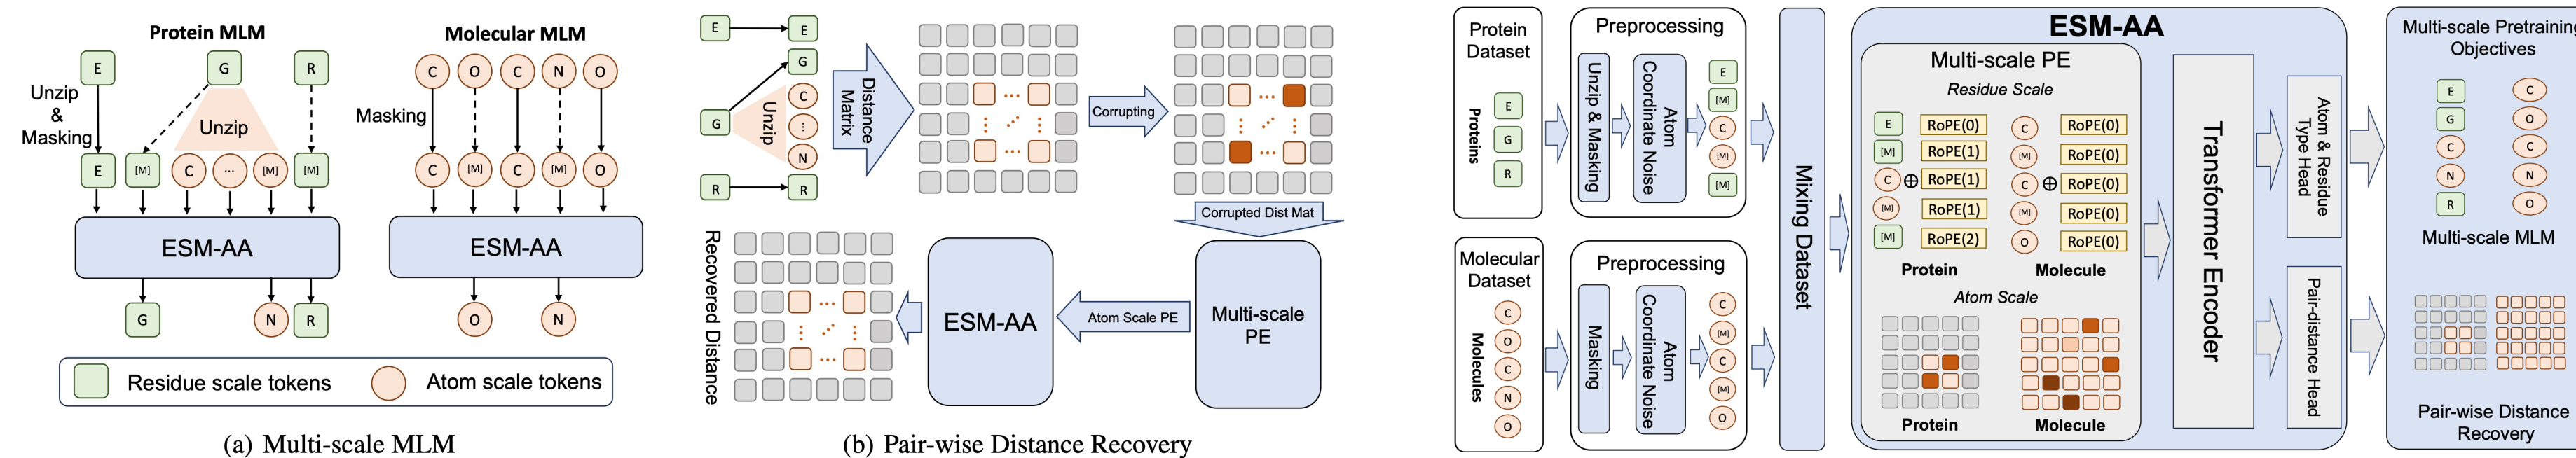 Protein MLM
Molecular MLM
E
G
R
C
O
C
N
O
Unzip
&
Masking
Unzip
Masking
E
[M]
C
...
[M]
[M]
C
[M]
C
[M]
O
ESM-AA
ESM-AA
G
N
R
O
N
Residue scale tokens
Atom scale tokens
(a) Multi-scale MLM
E
E
G
G
Unzip
C
N
R
R
Distance
Matrix
Corrupting
Corrupted Dist Mat
Multi-scale
PE
Atom Scale PE
ESM-AA
Recovered Distance
(b) Pair-wise Distance Recovery
Protein
Dataset
Proteins
E
G
R
Preprocessing
Unzip & Masking
Atom
Coordinate Noise
E
[M]
C
[M]
[M]
Molecular
Dataset
Molecules
C
O
C
N
O
Preprocessing
Masking
Atom
Coordinate Noise
C
[M]
C
[M]
O
Mixing Dataset
ESM-AA
Multi-scale PE
Residue Scale
E
RoPE(0)
C
RoPE(0)
[M]
RoPE(1)
[M]
RoPE(0)
C
⊕
RoPE(1)
C
⊕
RoPE(0)
[M]
RoPE(1)
[M]
RoPE(0)
[M]
RoPE(2)
O
RoPE(0)
Protein
Molecule
Atom Scale
Protein
Molecule
Transformer Encoder
Atom & Residue
Type Head
Pair-distance Head
Multi-scale Pretraining
Objectives
E
C
G
O
C
C
N
N
R
O
Multi-scale MLM
Pair-wise Distance
Recovery